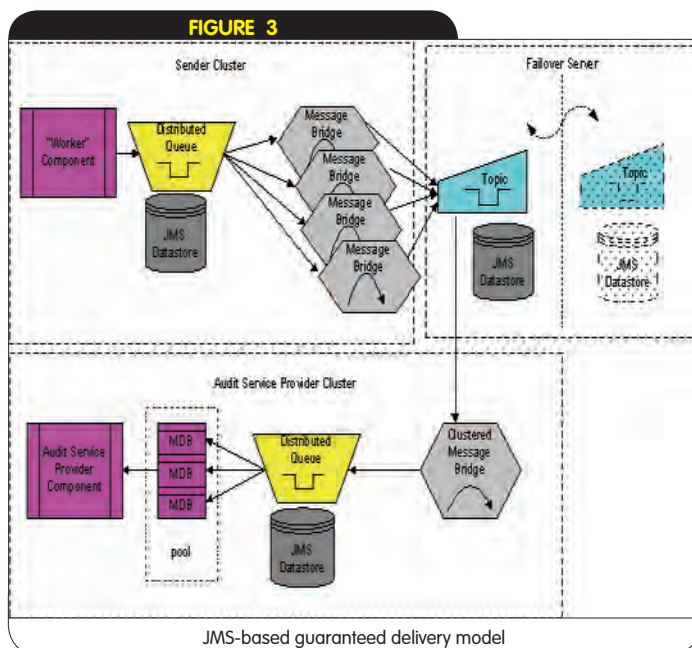 FIGURE 3
Sender Cluster
Failover Server
"Worker"
Component
Distributed
Queue
JMS
Datastore
Message
Bridge
Message
Bridge
Message
Bridge
Message
Bridge
Topic
JMS
Datastore
Topic
JMS
Datastore
Audit Service Provider Cluster
Audit Service
Provider
Component
MDB
MDB
MDB
pool
Distributed
Queue
JMS
Datastore
Clustered
Message
Bridge
JMS-based guaranteed delivery model